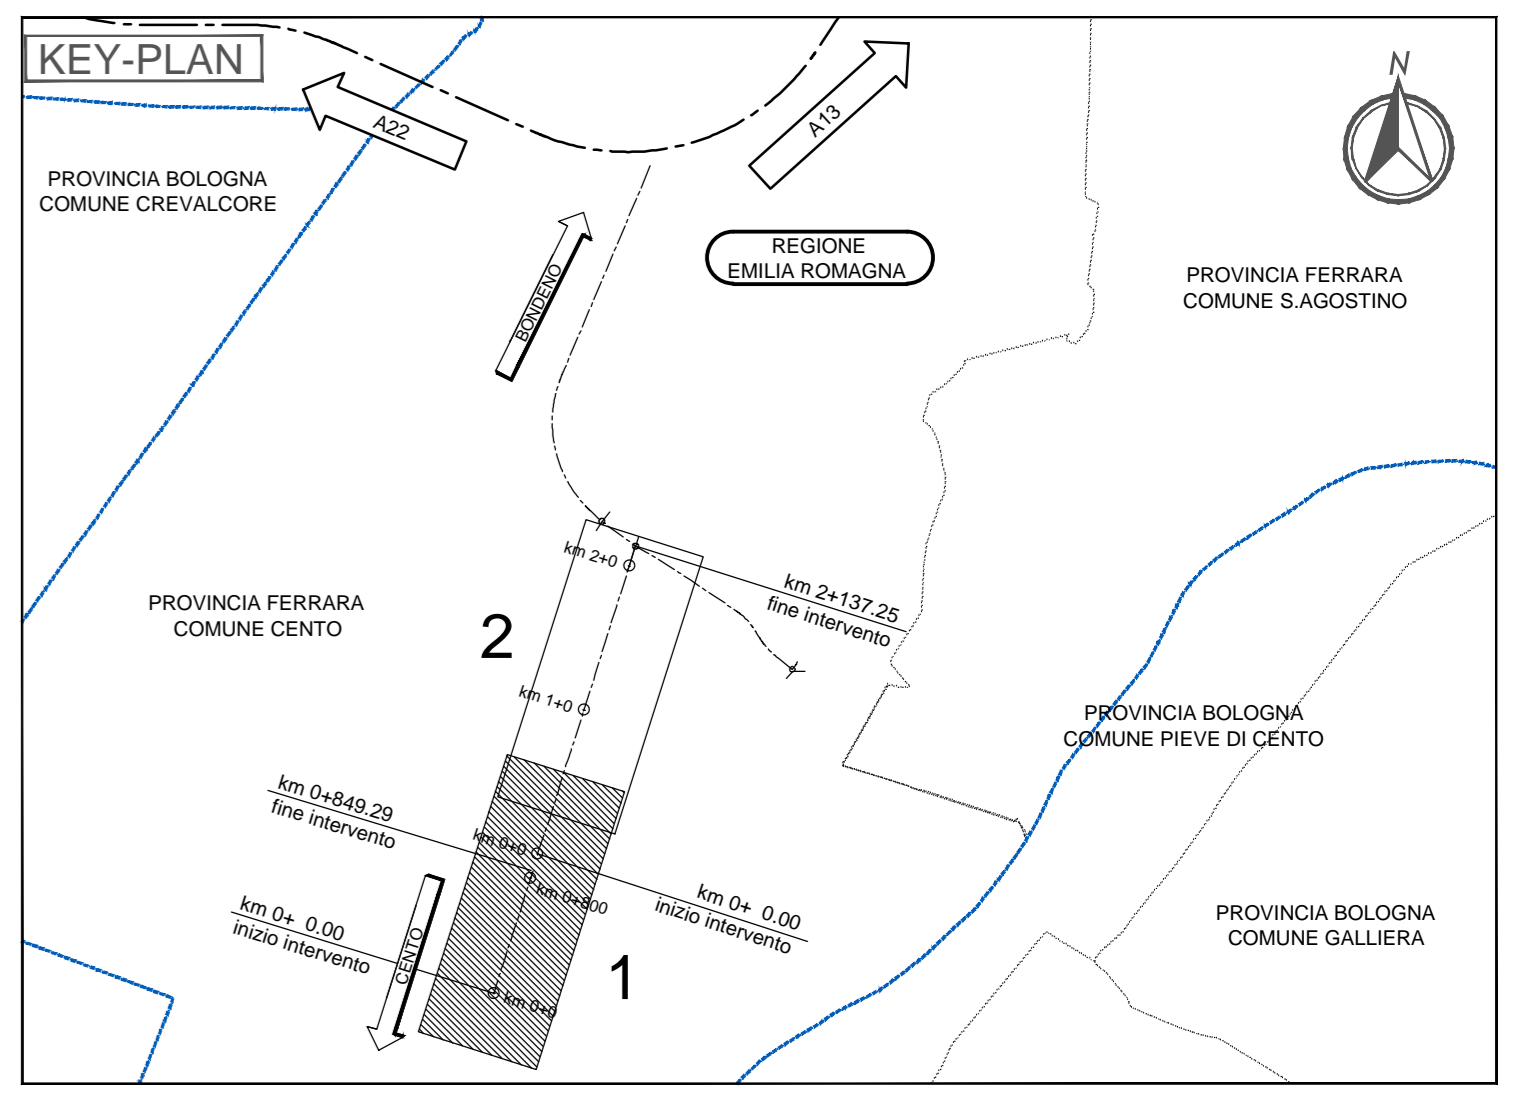 KEY-PLAN
N
A22
A13
PROVINCIA BOLOGNA
COMUNE CREVALCORE
REGIONE
EMILIA ROMAGNA
PROVINCIA FERRARA
COMUNE S.AGOSTINO
BONDENO
km 2+0
km 2+137.25
fine intervento
PROVINCIA FERRARA
COMUNE CENTO
2
km 1+0
PROVINCIA BOLOGNA
COMUNE PIEVE DI CENTO
km 0+849.29
fine intervento
km 0+0
km 0+800
km 0+ 0.00
inizio intervento
km 0+ 0.00
inizio intervento
PROVINCIA BOLOGNA
COMUNE GALLIERA
CENTO
1
km 0+0